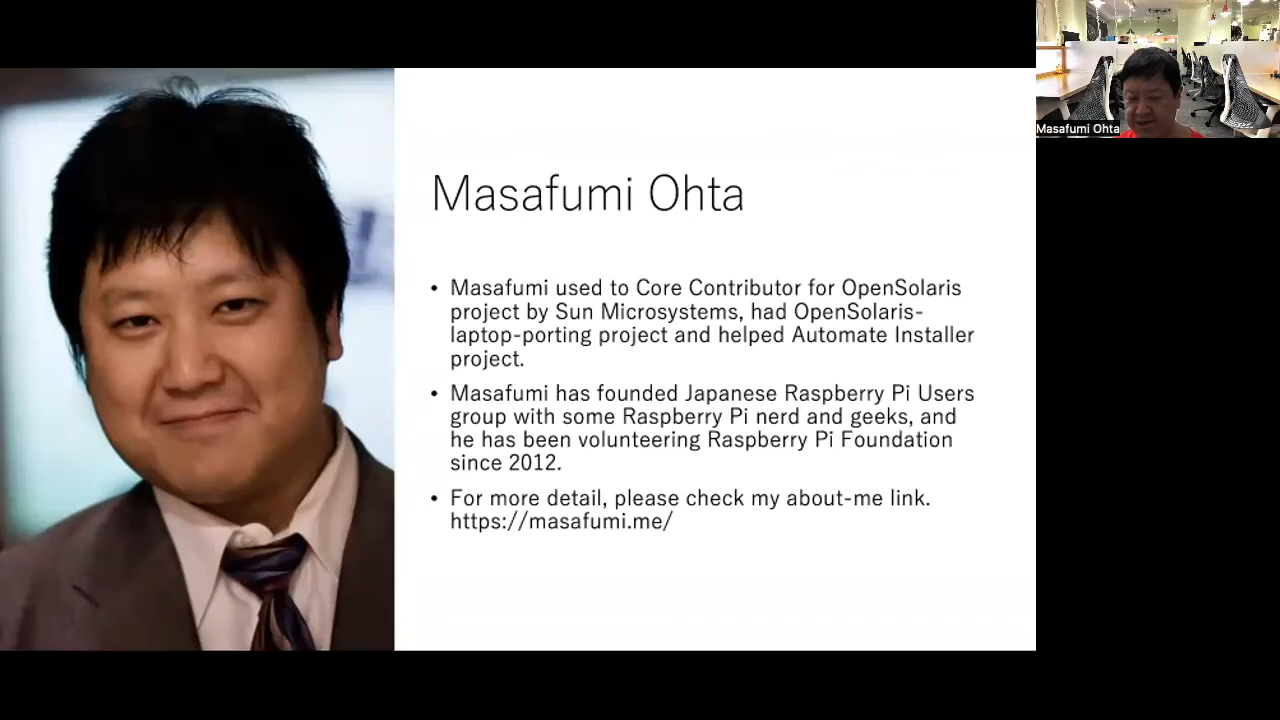 Masafumi Ohta
• Masafumi used to Core Contributor for OpenSolaris
project by Sun Microsystems, had OpenSolaris-
laptop-porting project and helped Automate Installer
project.
• Masafumi has founded Japanese Raspberry Pi Users
group with some Raspberry Pi nerd and geeks, and
he has been volunteering Raspberry Pi Foundation
since 2012.
• For more detail, please check my about-me link.
https://masafumi.me/
Masafumi Ohta